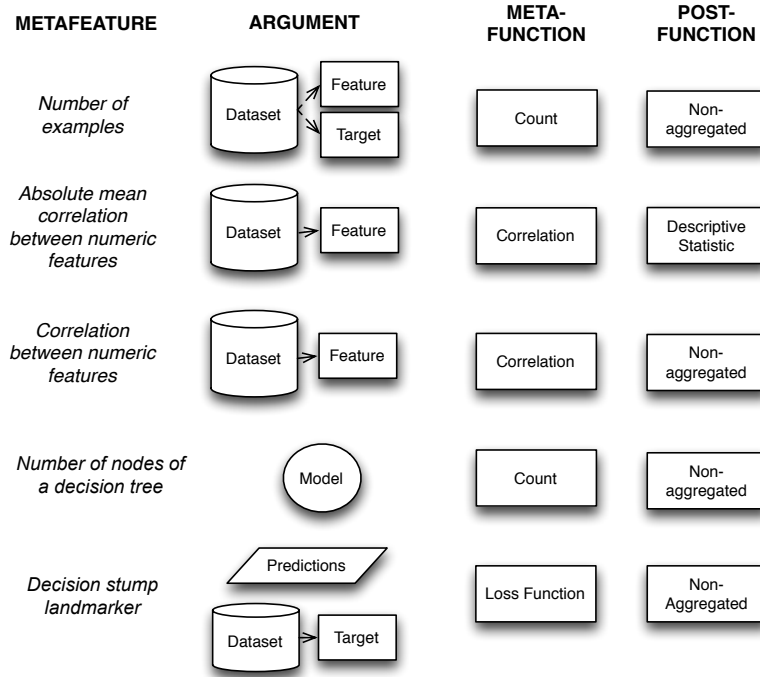 METAFEATURE
ARGUMENT
META-
FUNCTION
POST-
FUNCTION
Number of
examples
Dataset
Feature
Target
Count
Non-
aggregated
Absolute mean
correlation
between numeric
features
Dataset
Feature
Correlation
Descriptive
Statistic
Correlation
between numeric
features
Dataset
Feature
Correlation
Non-
aggregated
Number of nodes of
a decision tree
Model
Count
Non-
aggregated
Decision stump
landmarker
Predictions
Dataset
Target
Loss Function
Non-
Aggregated